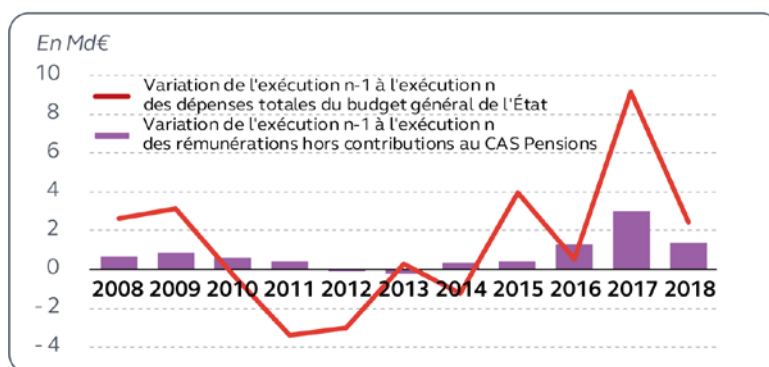 En Md€
10
Variation de l'exécution n-1 à l'exécution n
des dépenses totales du budget général de l'État
8
Variation de l'exécution n-1 à l'exécution n
des rémunérations hors contributions au CAS Pensions
6
4
2
0
2008 2009 2010 2011 2012 2013 2014 2015 2016 2017 2018
- 2
- 4